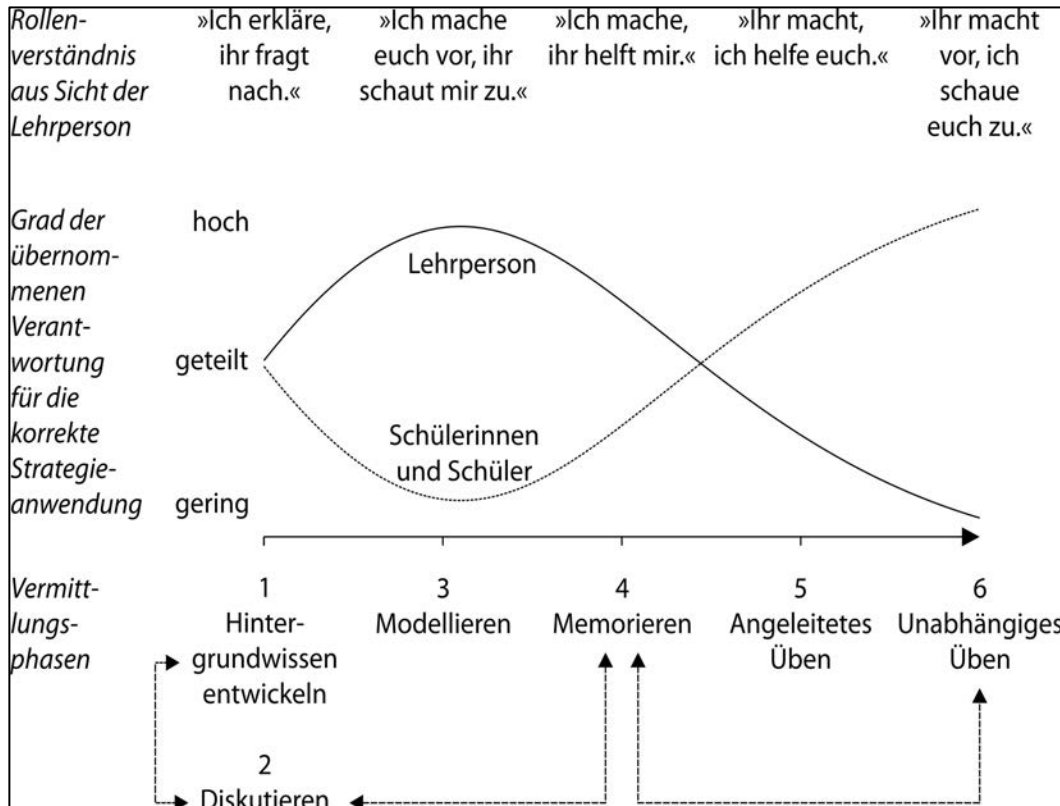 Rollen-
verständnis
aus Sicht der
Lehrperson
»Ich erkläre,
ihr fragt
nach.«
»Ich mache
euch vor, ihr
schaut mir zu.«
»Ich mache,
ihr helft mir.«
»Ihr macht,
ich helfe euch.«
»Ihr macht
vor, ich
schaue
euch zu.«
Grad der
übernom-
menen
Verant-
wortung
für die
korrekte
Strategie-
anwendung
hoch
geteilt
gering
Lehrperson
Schülerinnen
und Schüler
Vermitt-
lungs-
phasen
1
Hinter-
grundwissen
entwickeln
2
Diskutieren
3
Modellieren
4
Memorieren
5
Angeleitetes
Üben
6
Unabhängiges
Üben